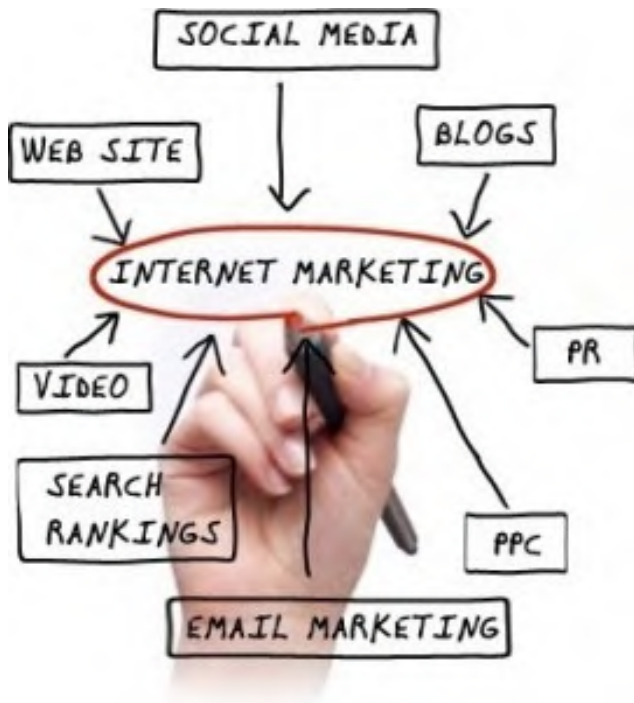 SOCIAL MEDIA
WEB SITE
BLOGS
INTERNET MARKETING
PR
VIDEO
SEARCH
RANKINGS
PPC
EMAIL MARKETING